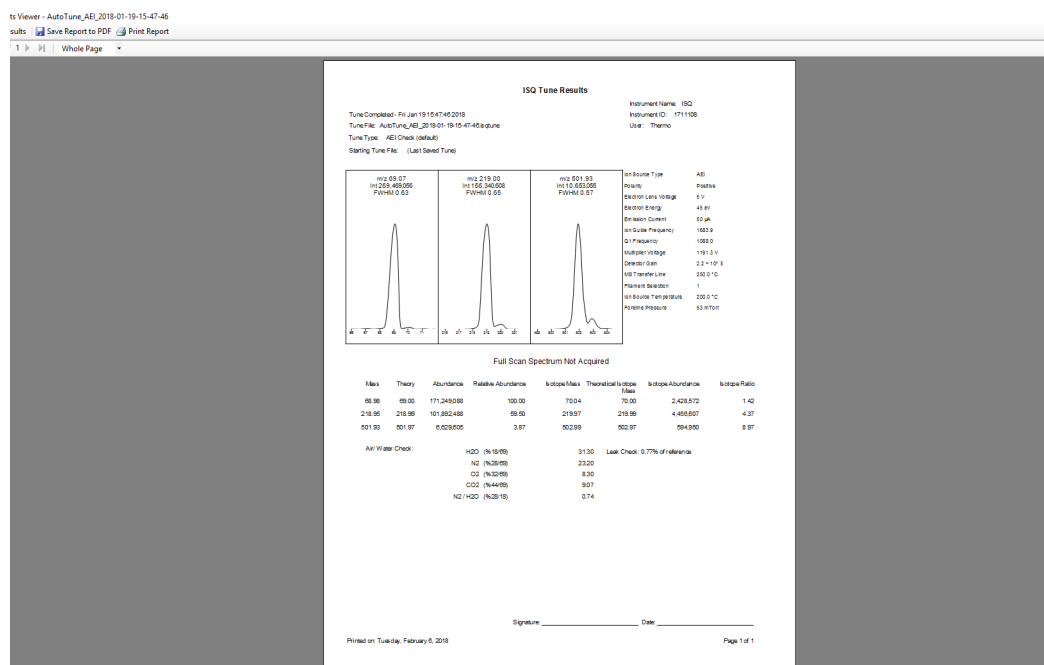 ts Viewer - AutoTune_AEI_2018-01-19-15-47-46
sults Save Report to PDF Print Report
1 Whole Page
ISQ Tune Results
Instrument Name: ISQ
Tune Completed - Fri Jan 19 15:47:46 2018 Instrument ID: 1711108
Tune File: AutoTune_AEI_2018-01-19-15-47-46.isqtune User: Thermo
Tune Type: AEI Check (default)
Starting Tune File: (Last Saved Tune)
m/z 69.07 m/z 219.00 m/z 501.93
Int 269,469,056 Int 156,340,608 Int 10,653,055
FWHM 0.63 FWHM 0.65 FWHM 0.57
Ion Source Type AEI
Polarity Positive
Electron Lens Voltage 5 V
Electron Energy 45 eV
Emission Current 50 µA
Ion Guide Frequency 1683.9
Q1 Frequency 1088.0
Multiplier Voltage 1191.3 V
Detector Gain
MS Transfer Line 250.0 °C
Filament Selection 1
Ion Source Temperature 200.0 °C
Foreline Pressure 53 mTorr
Full Scan Spectrum Not Acquired
Mass Theory Abundance Relative Abundance Isotope Mass Theoretical Isotope Mass Isotope Abundance Isotope Ratio
68.98 69.00 171,249,088 100.00 70.04 70.00 2,428,572 1.42
218.95 218.99 101,892,488 59.50 219.97 219.99 4,456,607 4.37
501.93 501.97 6,629,605 3.87 502.99 502.97 594,950 8.97
Air/ Water Check: H2O (%18/69) 31.30 Leak Check: 0.77% of reference
N2 (%28/69) 23.20
O2 (%32/69) 8.30
CO2 (%44/69) 9.07
N2 / H2O (%28/18) 0.74
Signature: Date:
Printed on: Tuesday, February 6, 2018 Page 1 of 1